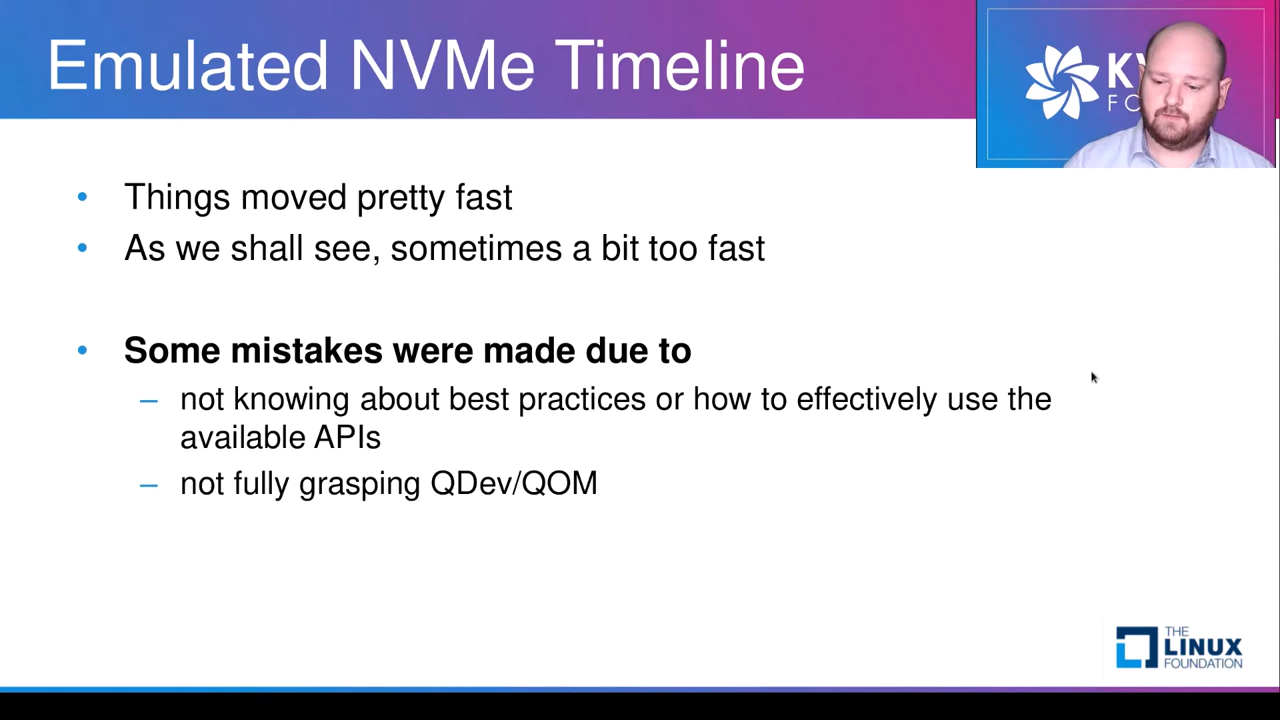 Emulated NVMe Timeline
• Things moved pretty fast
• As we shall see, sometimes a bit too fast
• Some mistakes were made due to
– not knowing about best practices or how to effectively use the
available APIs
– not fully grasping QDev/QOM
THE
LINUX
FOUNDATION